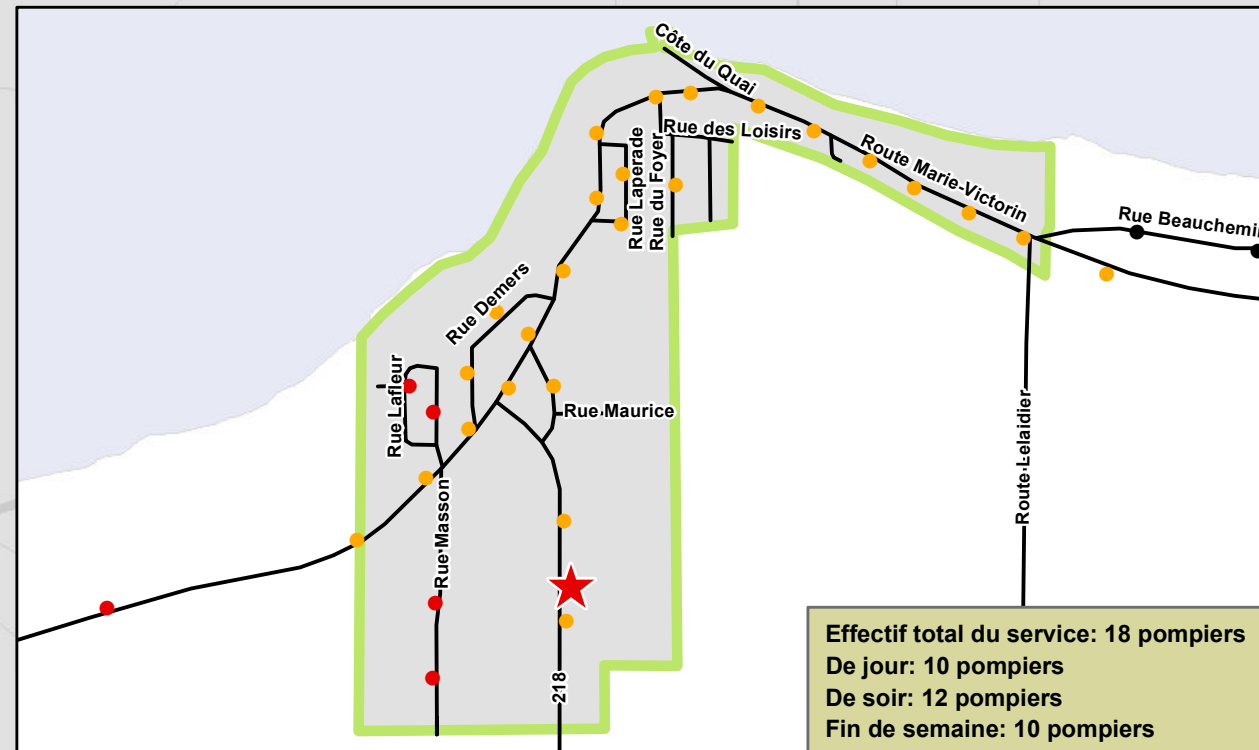 Côte du Quai
Rue des Loisirs
Route Marie-Victorin
Rue Laperade
Rue du Foyer
Rue Beauchemin
Rue Demers
Rue Lafleur
Rue Maurice
Route Lelaidier
Rue Masson
218
Effectif total du service: 18 pompiers
De jour: 10 pompiers
De soir: 12 pompiers
Fin de semaine: 10 pompiers